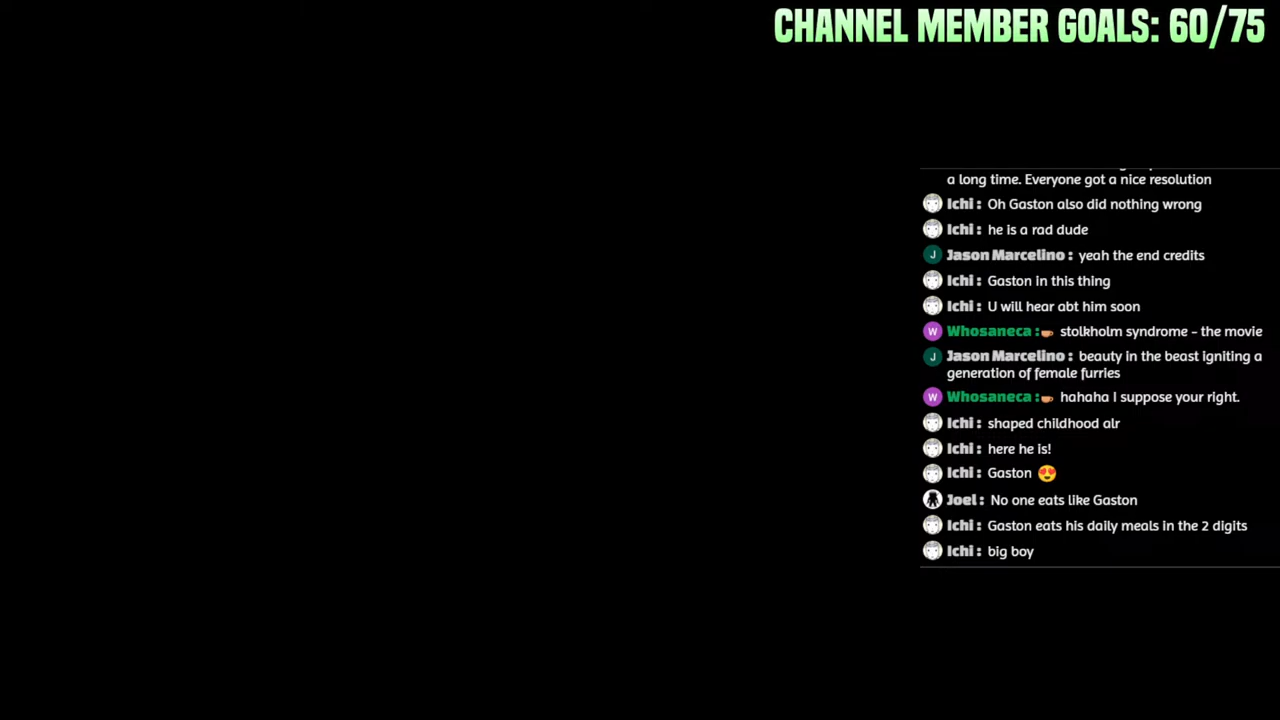 CHANNEL MEMBER GOALS: 60/75
a long time. Everyone got a nice resolution
Ichi : Oh Gaston also did nothing wrong
Ichi : he is a rad dude
J Jason Marcelino : yeah the end credits
Ichi : Gaston in this thing
Ichi : U will hear abt him soon
W Whosaneca : stolkholm syndrome - the movie
J Jason Marcelino : beauty in the beast igniting a
generation of female furries
W Whosaneca : hahaha I suppose your right.
Ichi : shaped childhood alr
Ichi : here he is!
Ichi : Gaston 😍
Joel : No one eats like Gaston
Ichi : Gaston eats his daily meals in the 2 digits
Ichi : big boy